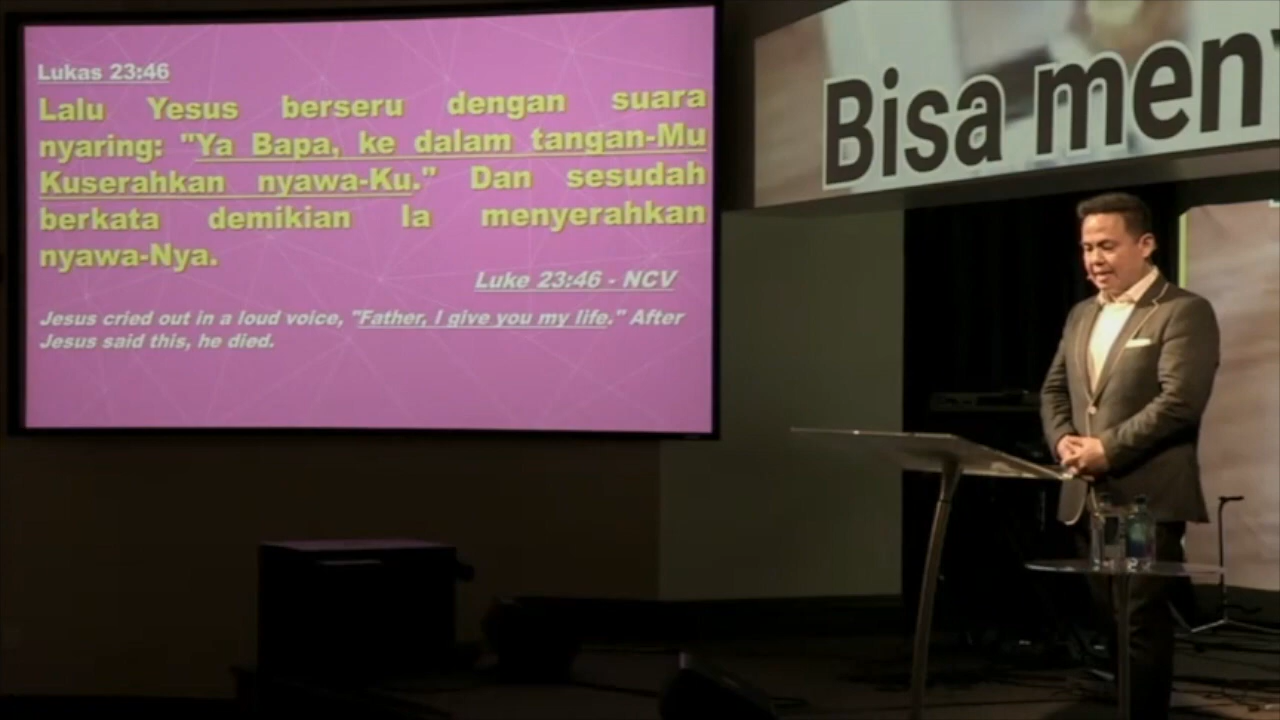 Lukas 23:46
Lalu Yesus berseru dengan suara
nyaring: "Ya Bapa, ke dalam tangan-Mu
Kuserahkan nyawa-Ku." Dan sesudah
berkata demikian Ia menyerahkan
nyawa-Nya.
Luke 23:46 - NCV
Jesus cried out in a loud voice, "Father, I give you my life." After
Jesus said this, he died.
Bisa